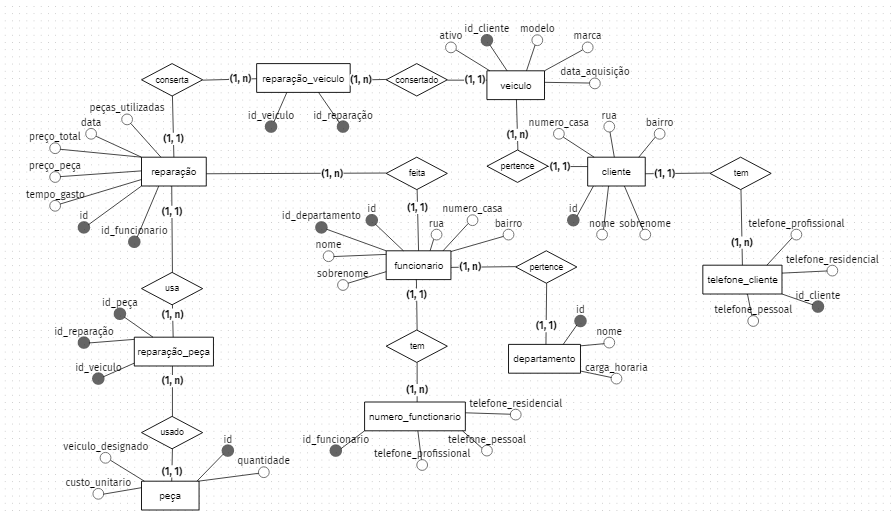 id_cliente
modelo
ativo
marca
conserta
(1, n)
reparação_veiculo
(1, n)
consertado
(1, 1)
veiculo
data_aquisição
peças_utilizadas
data
id_veiculo
id_reparação
preço_total
(1, 1)
(1, n)
numero_casa
rua
bairro
preço_peça
reparação
(1, n)
feita
pertence
(1, 1)
cliente
(1, 1)
tem
tempo_gasto
id
id_funcionario
(1, 1)
(1, 1)
id_departamento
id
numero_casa
rua
bairro
id
nome
sobrenome
telefone_profissional
nome
sobrenome
funcionario
(1, n)
pertence
(1, n)
telefone_residencial
telefone_cliente
id_cliente
telefone_pessoal
usa
(1, 1)
id_peça
(1, n)
id_reparação
reparação_peça
tem
(1, 1)
id
nome
departamento
carga_horaria
id_veiculo
(1, n)
(1, n)
telefone_residencial
numero_functionario
usado
id_funcionario
telefone_pessoal
telefone_profissional
veiculo_designado
id
quantidade
(1, 1)
custo_unitario
peça